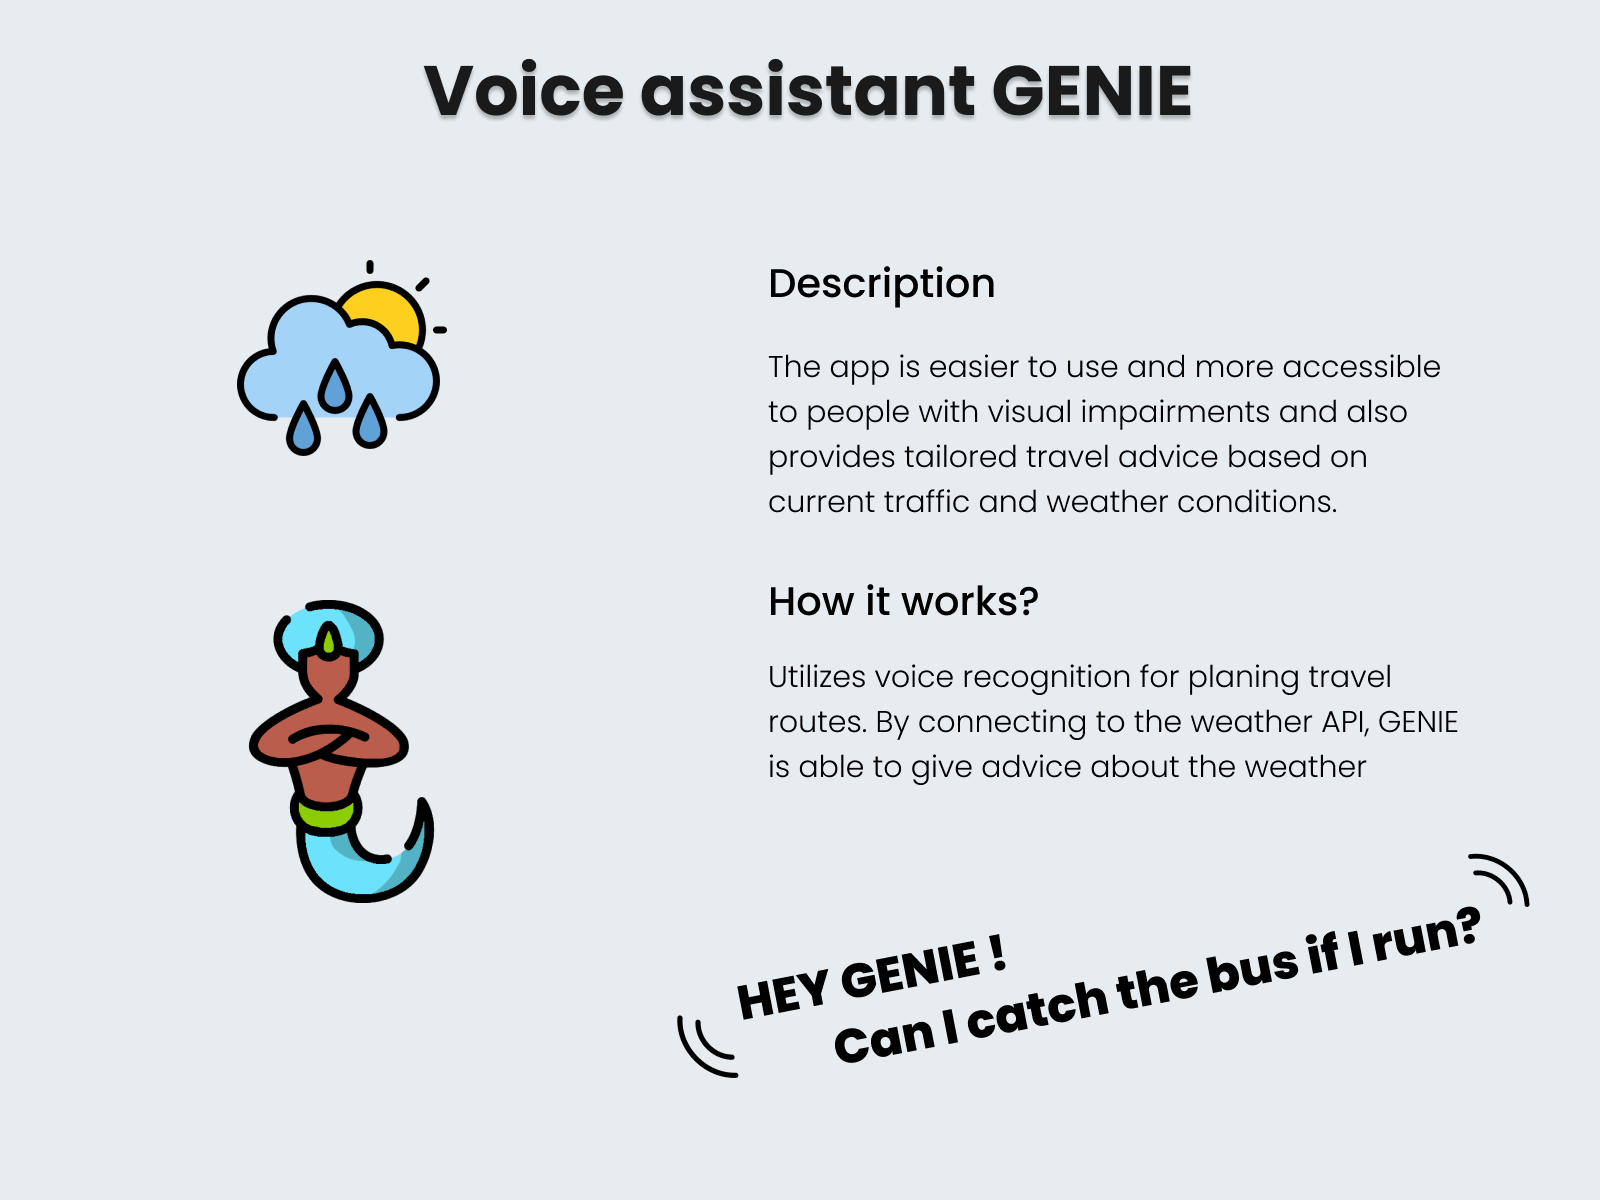 Voice assistant GENIE
Description
The app is easier to use and more accessible
to people with visual impairments and also
provides tailored travel advice based on
current traffic and weather conditions.
How it works?
Utilizes voice recognition for planing travel
routes. By connecting to the weather API, GENIE
is able to give advice about the weather
HEY GENIE !
Can I catch the bus if I run?